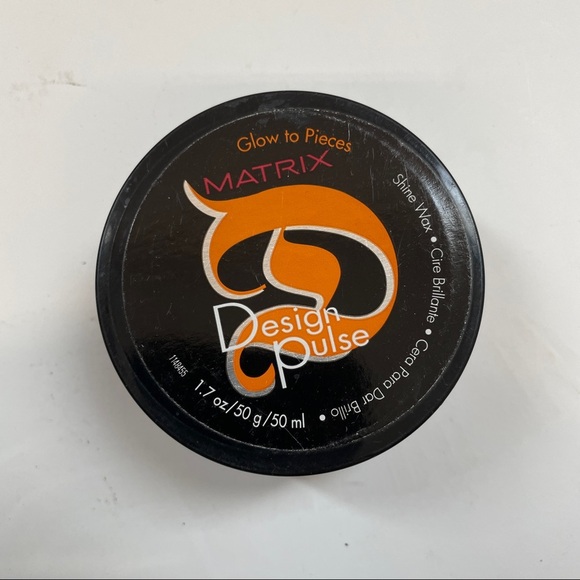 Glow to Pieces
MATRIX
Shine Wax • Cire Brillante • Cera Para Dar Brillo •
Design
Pulse
1.7 oz/50 g/50 ml
1148455